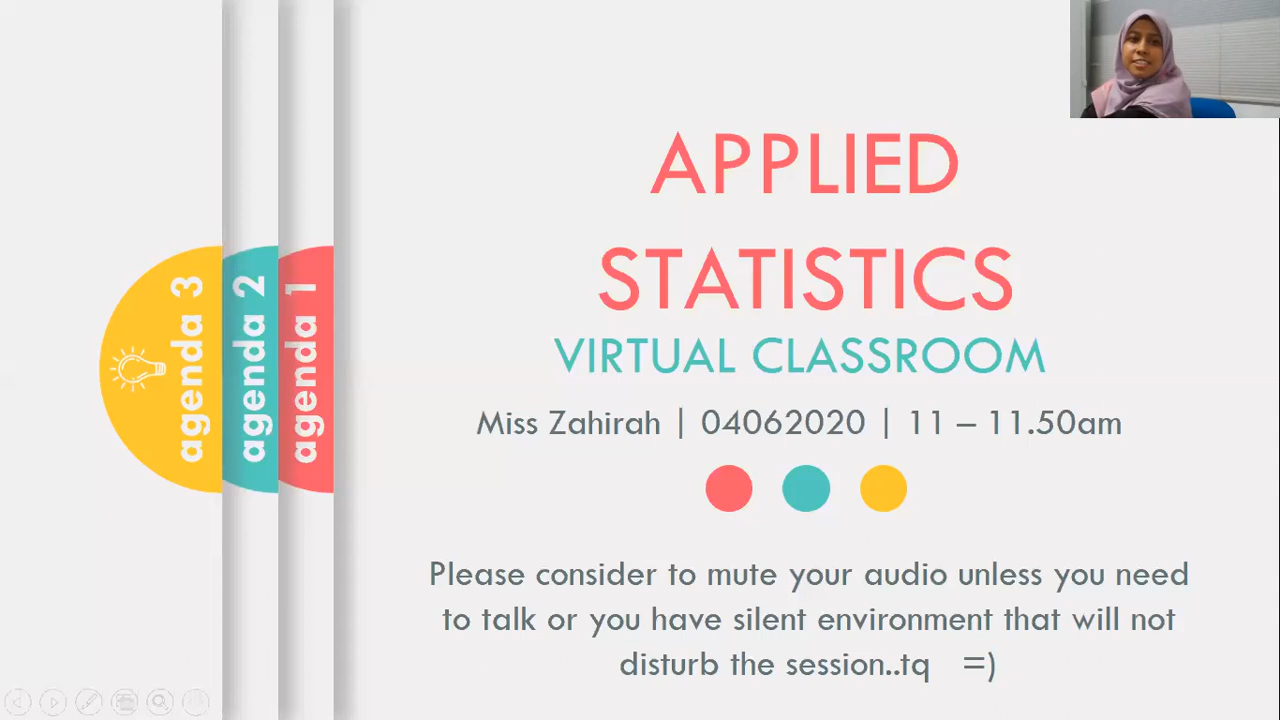 agenda 3
agenda 2
agenda 1
APPLIED
STATISTICS
VIRTUAL CLASSROOM
Miss Zahirah | 04062020 | 11 – 11.50am
Please consider to mute your audio unless you need
to talk or you have silent environment that will not
disturb the session..tq =)